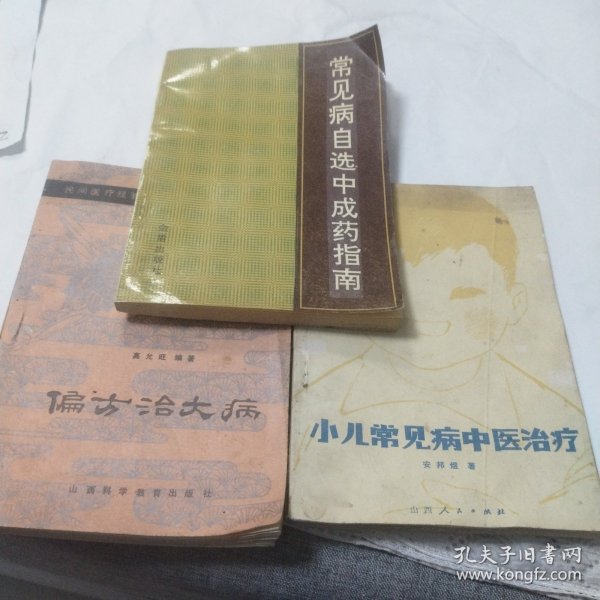 常见病自选中成药指南
金盾出版社
民间医疗经
高允旺 编著
偏方治大病
山西科学教育出版社
小儿常见病中医治疗
安邦煜 著
山西人民出版社
孔夫子旧书网
www.kongfz.com